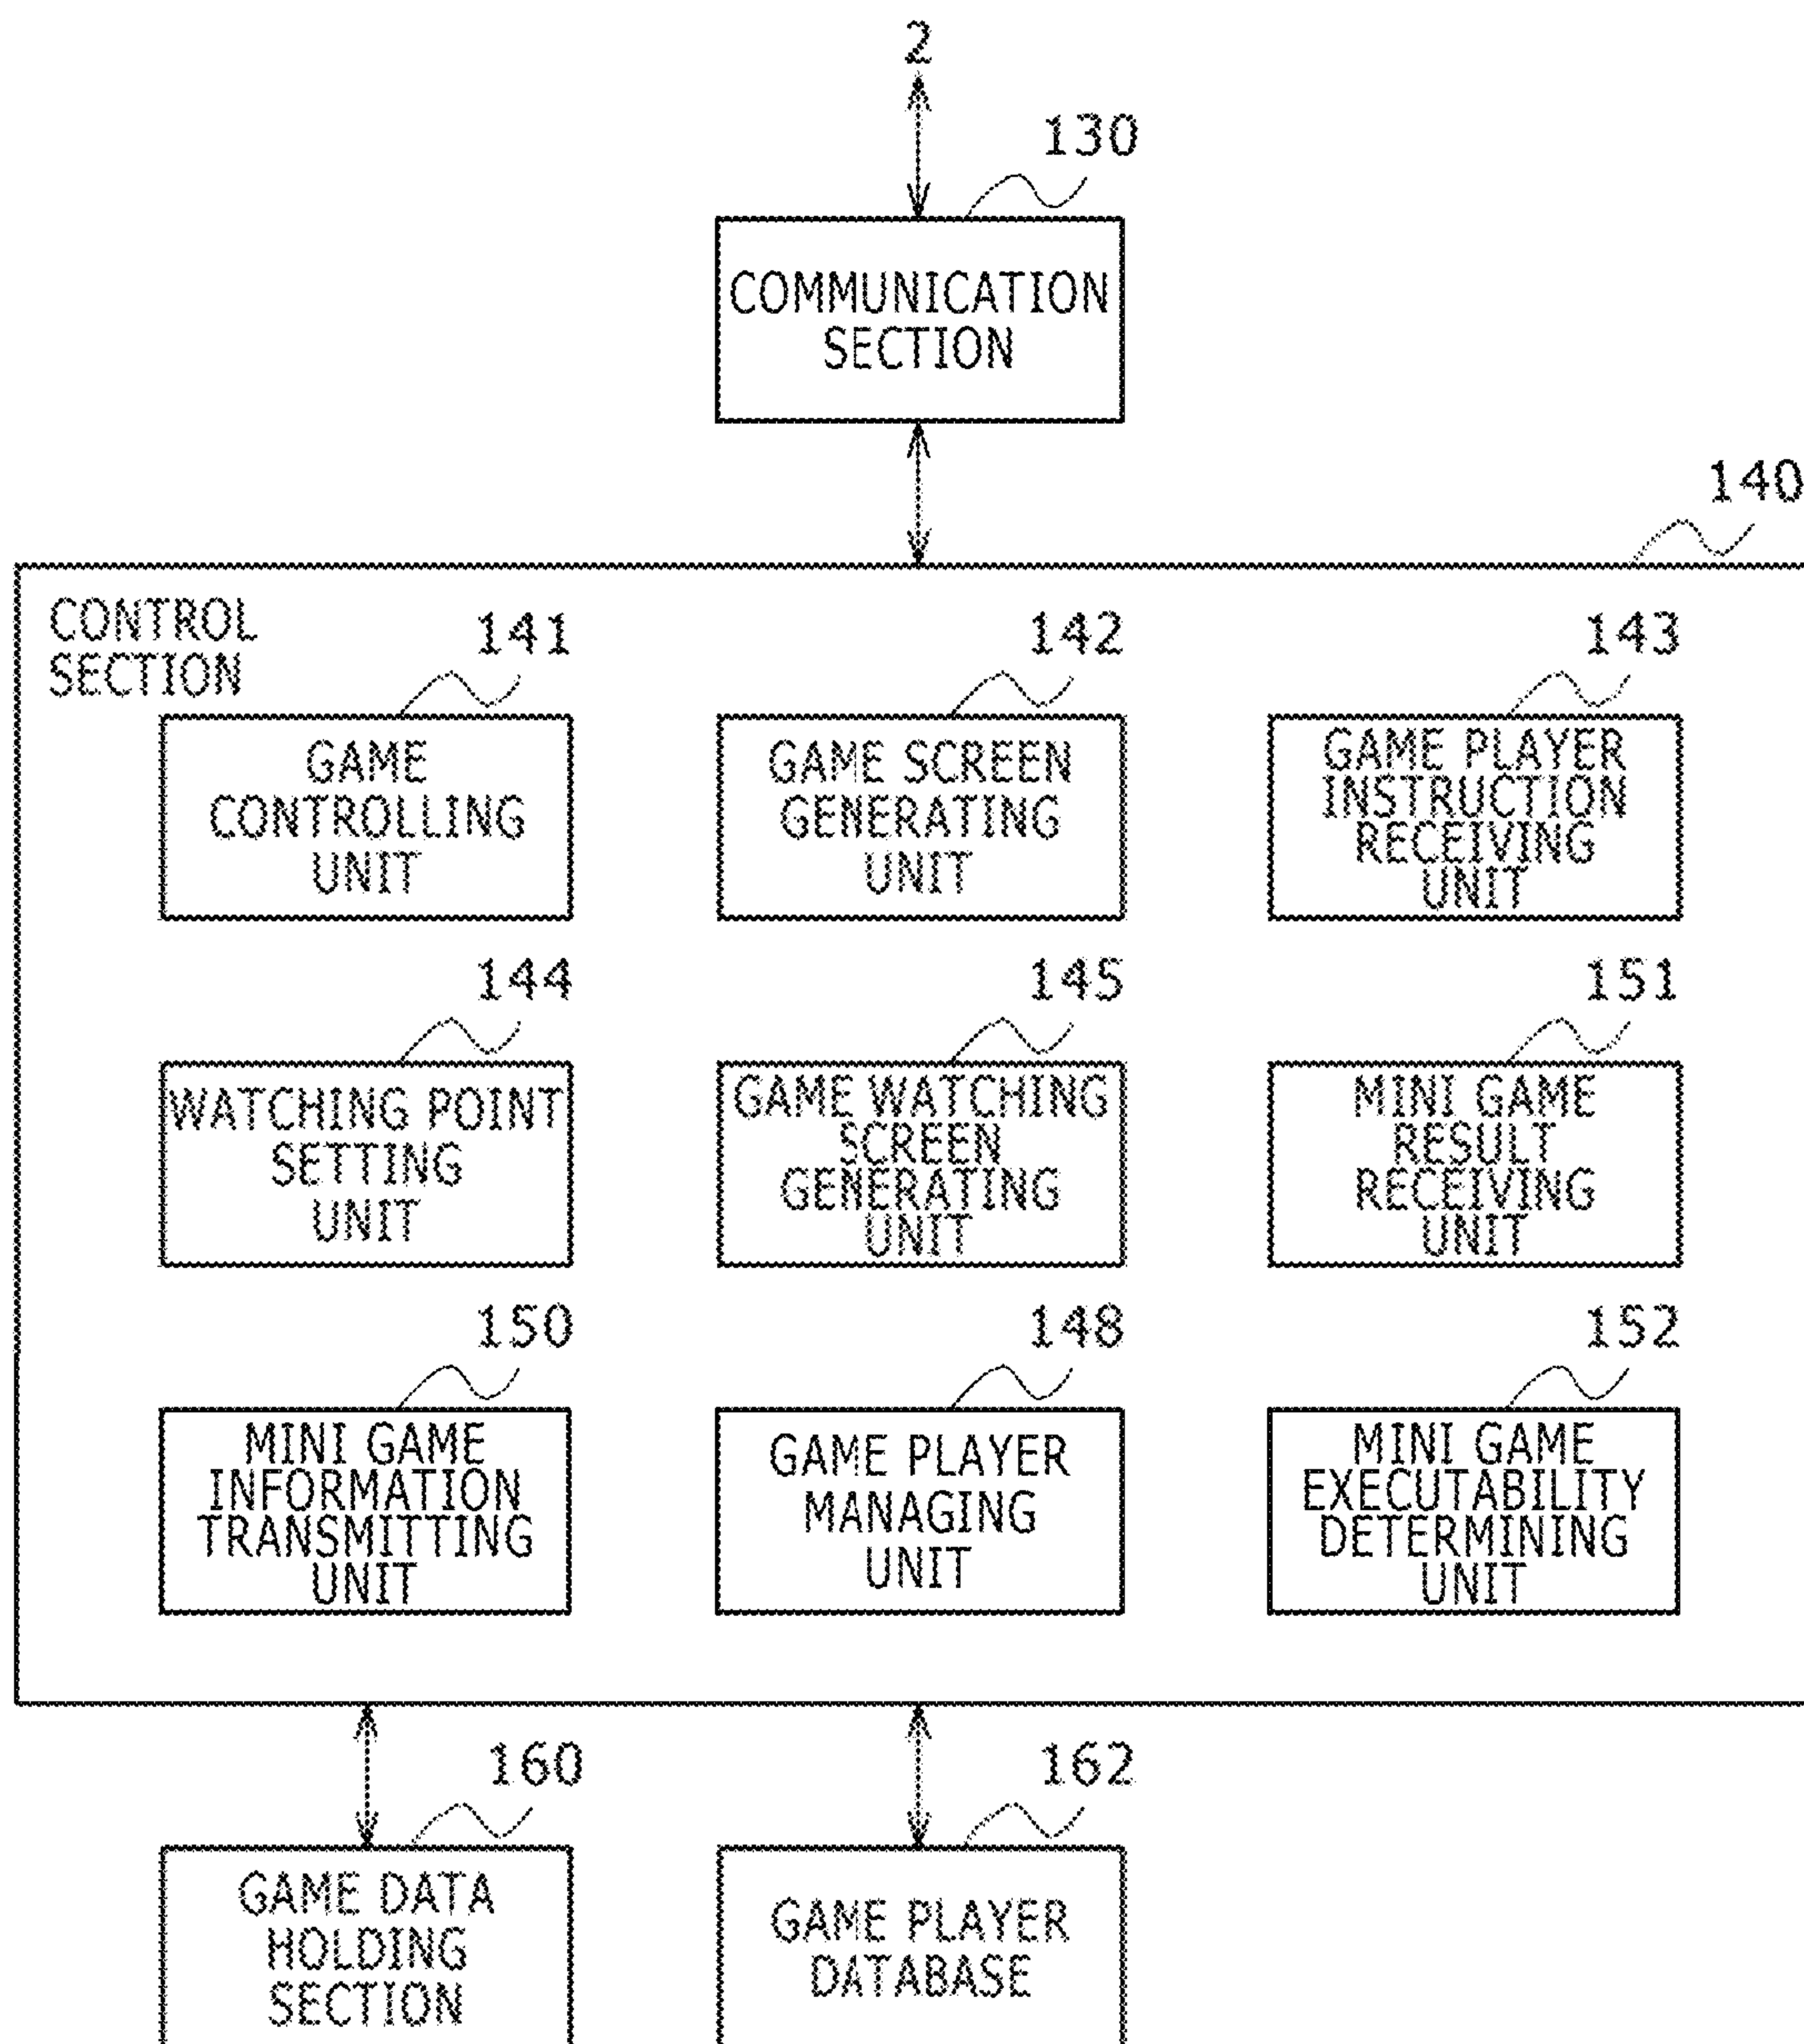 2
130
COMMUNICATION
SECTION
140
CONTROL
SECTION
141
GAME
CONTROLLING
UNIT
142
GAME SCREEN
GENERATING
UNIT
143
GAME PLAYER
INSTRUCTION
RECEIVING
UNIT
144
WATCHING POINT
SETTING
UNIT
145
GAME WATCHING
SCREEN
GENERATING
UNIT
151
MINI GAME
RESULT
RECEIVING
UNIT
150
MINI GAME
INFORMATION
TRANSMITTING
UNIT
148
GAME PLAYER
MANAGING
UNIT
152
MINI GAME
EXECUTABILITY
DETERMINING
UNIT
160
GAME DATA
HOLDING
SECTION
162
GAME PLAYER
DATABASE